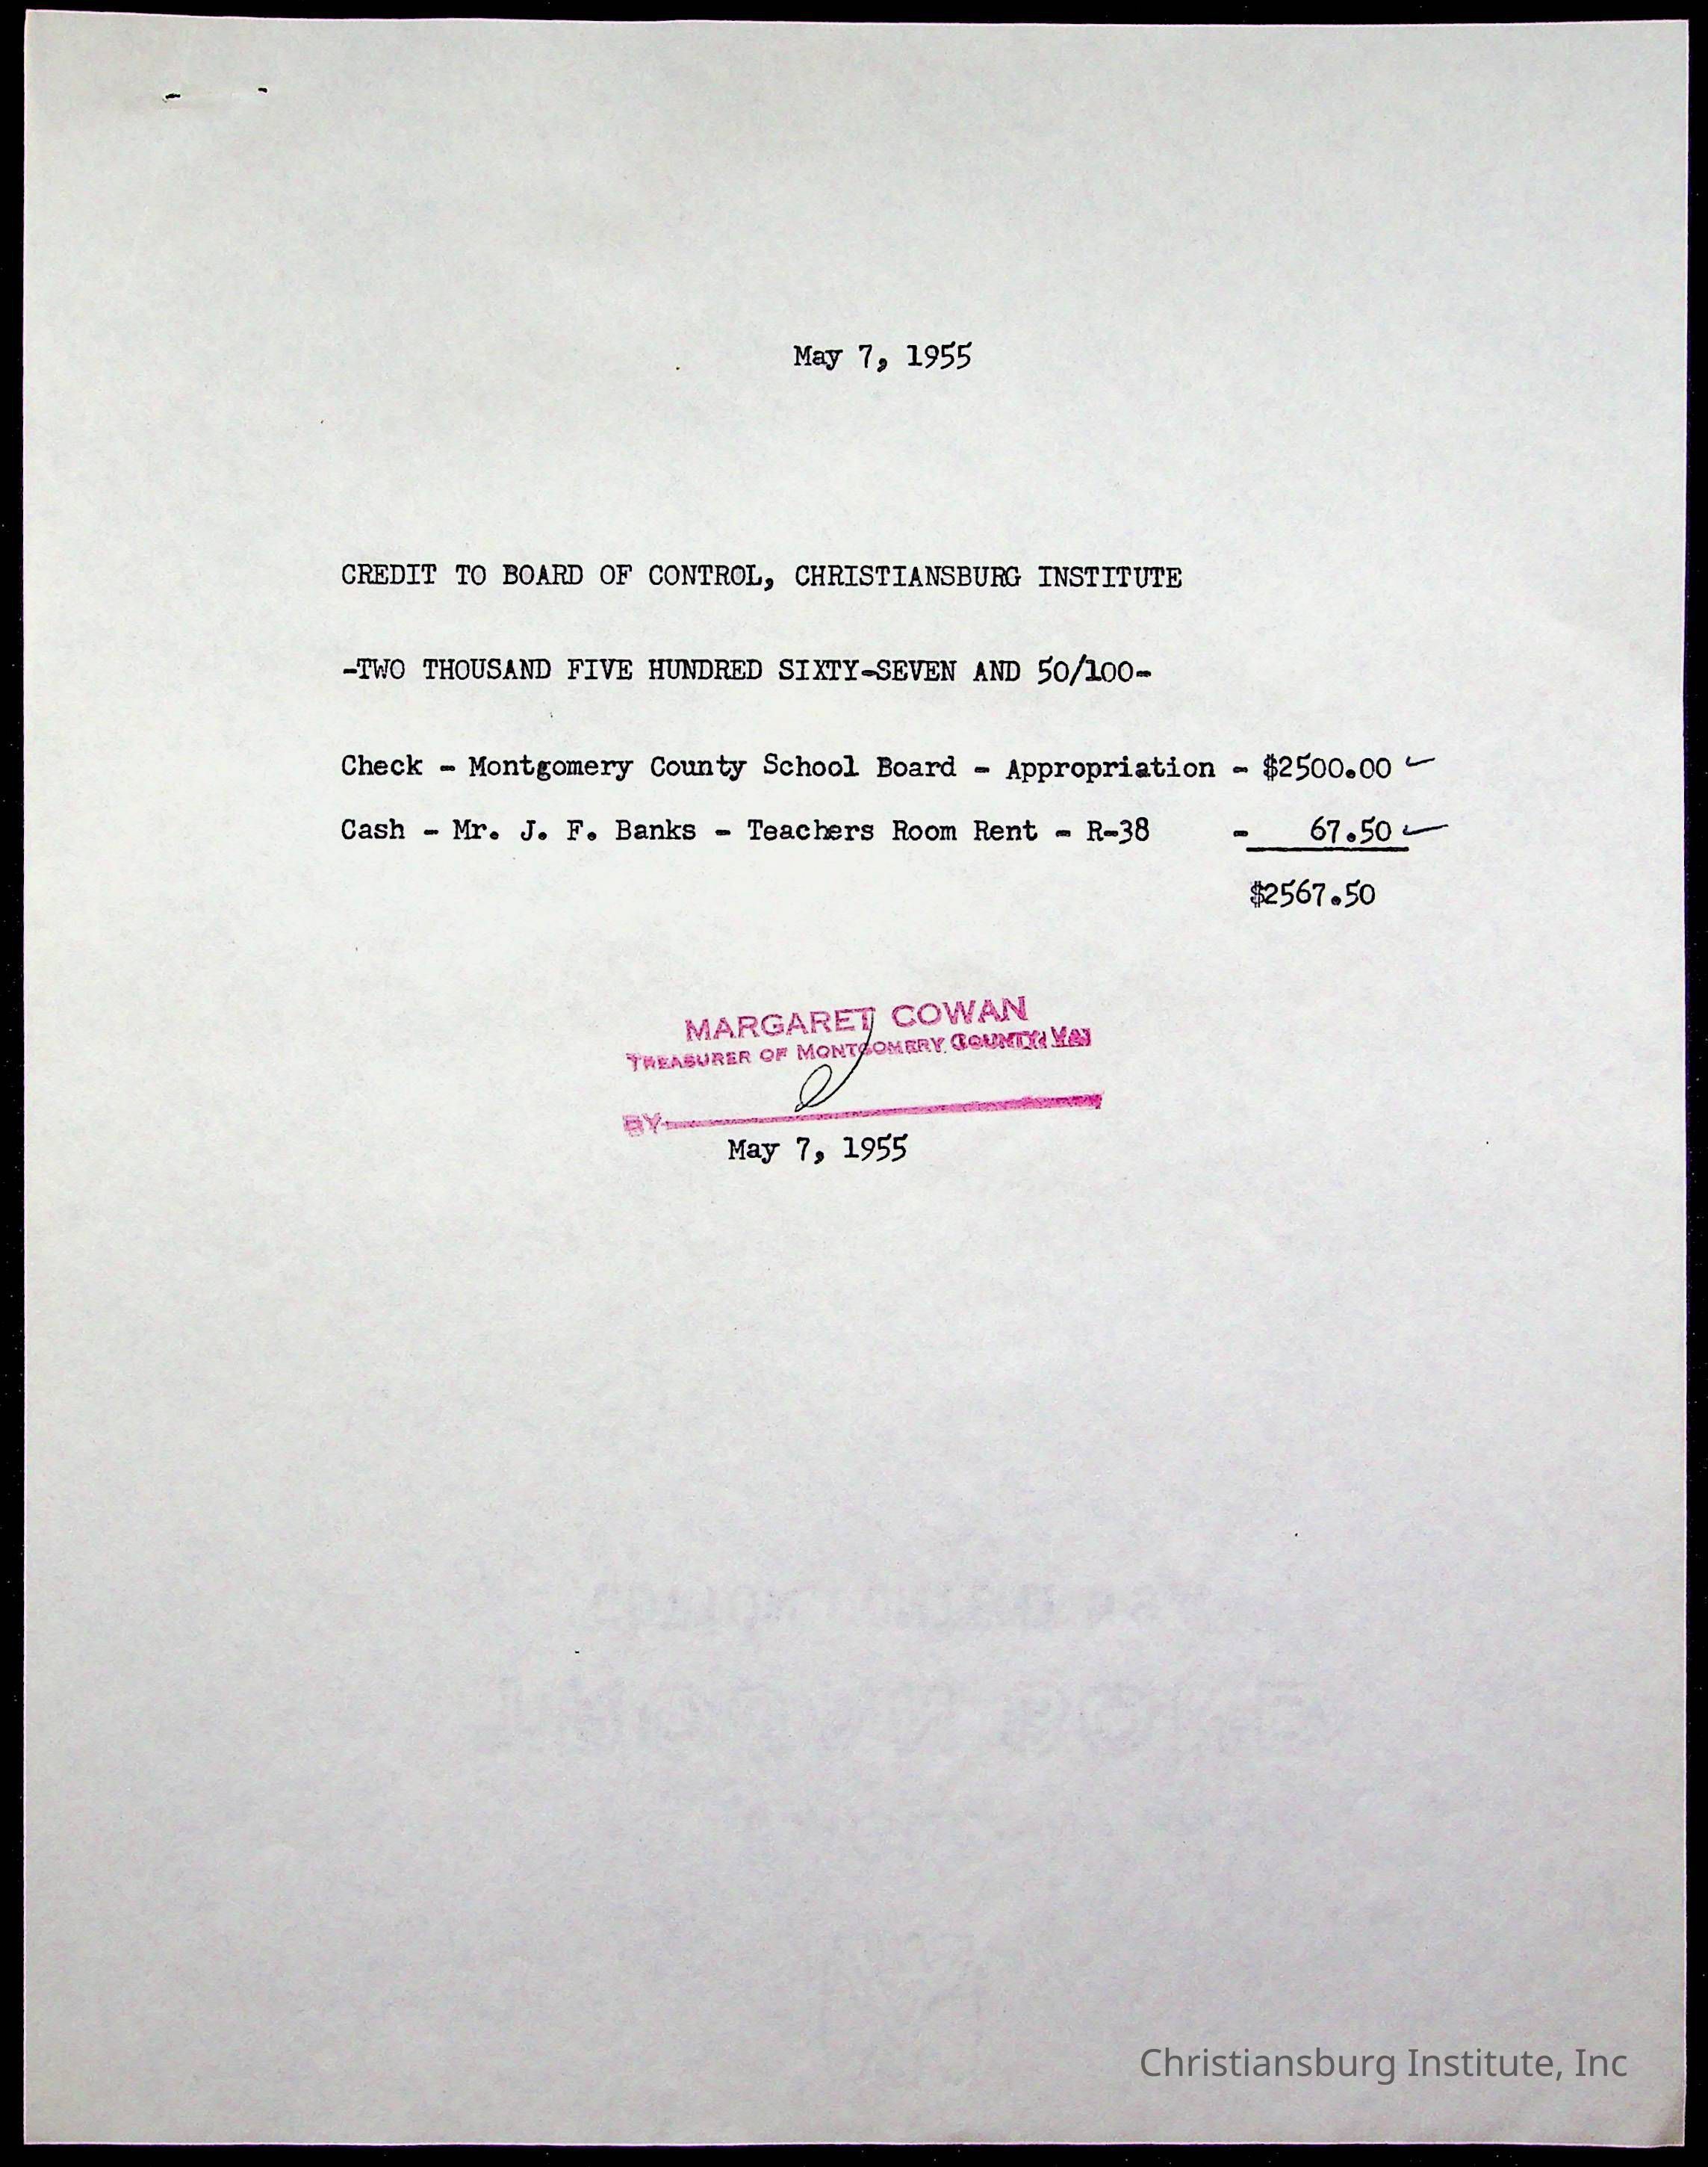 May 7, 1955
CREDIT TO BOARD OF CONTROL, CHRISTIANSBURG INSTITUTE
-TWO THOUSAND FIVE HUNDRED SIXTY-SEVEN AND 50/100-
Check - Montgomery County School Board - Appropriation - $2500.00
Cash - Mr. J. F. Banks - Teachers Room Rent - R-38 - 67.50
$2567.50
MARGARET COWAN
TREASURER OF MONTGOMERY COUNTY, VA.
BY
May 7, 1955
Christiansburg Institute, Inc